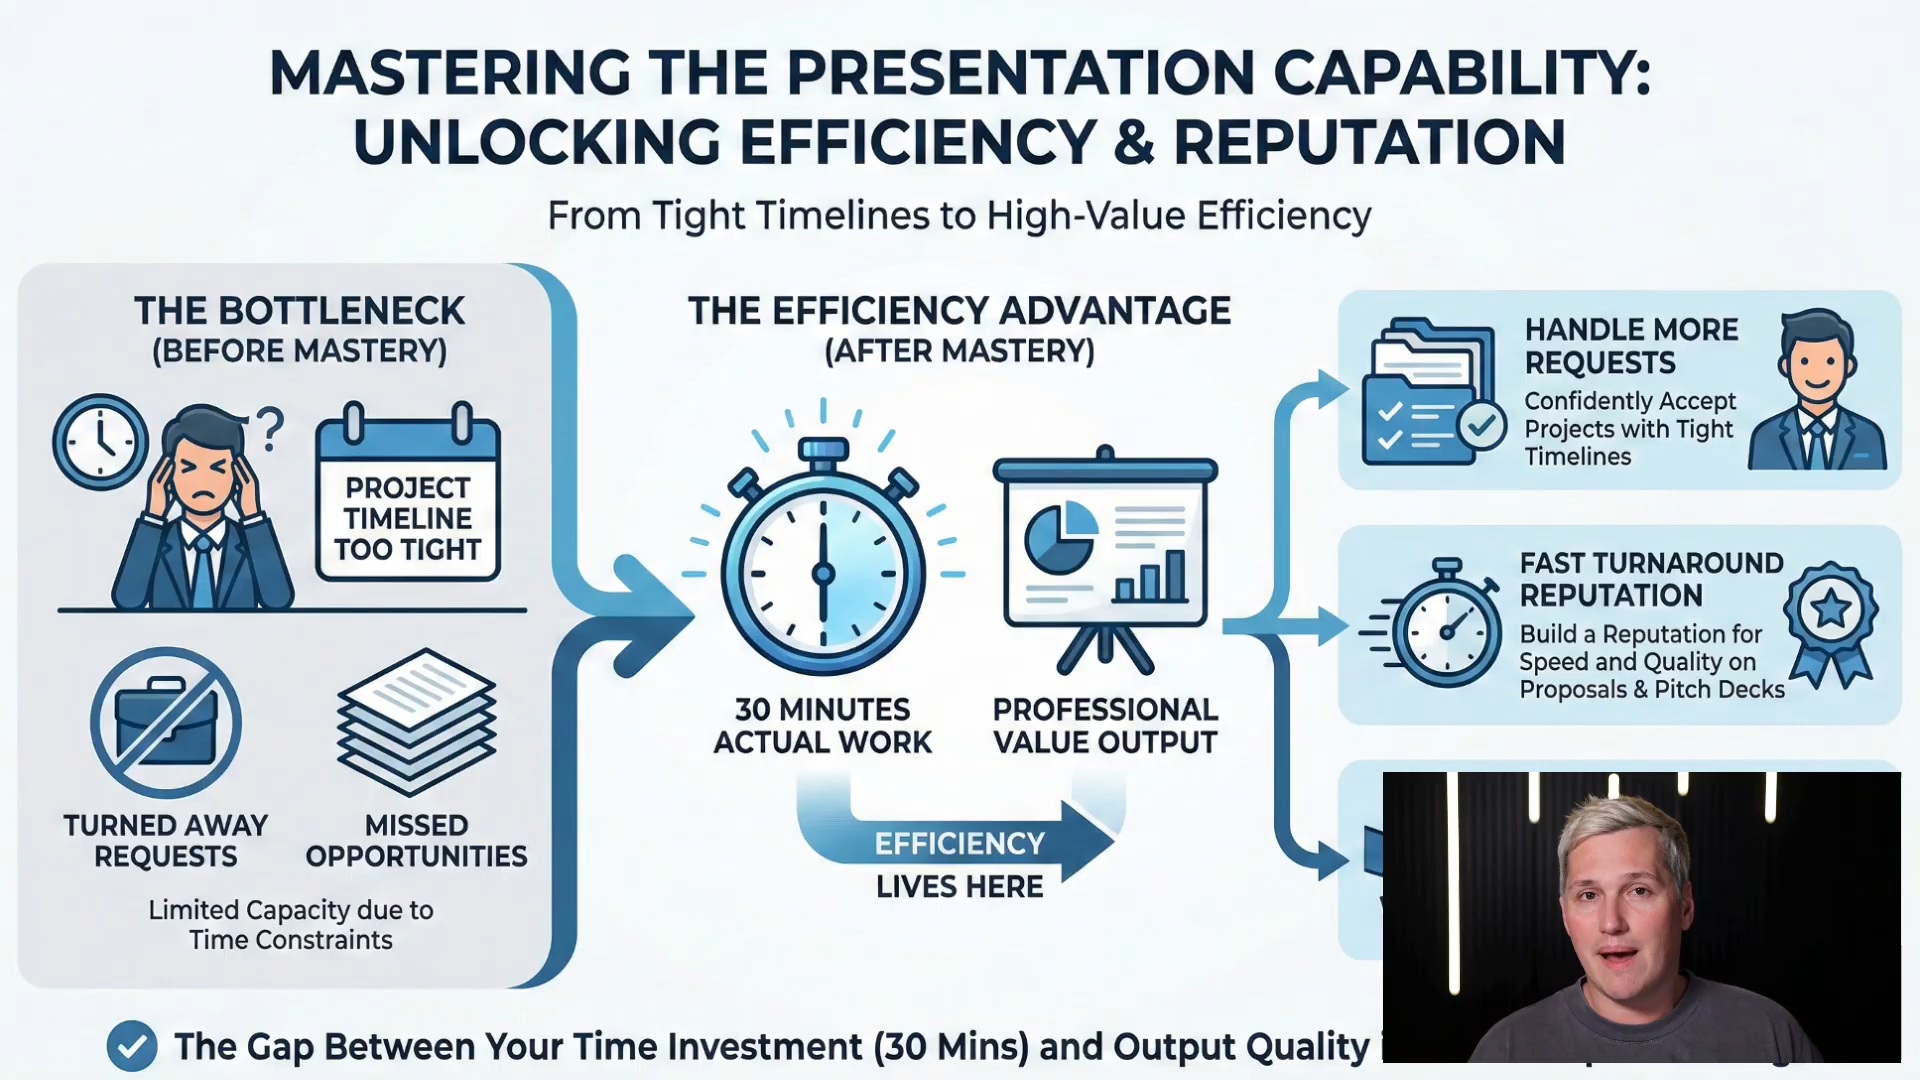 MASTERING THE PRESENTATION CAPABILITY:
UNLOCKING EFFICIENCY & REPUTATION
From Tight Timelines to High-Value Efficiency
THE BOTTLENECK
(BEFORE MASTERY)
?
PROJECT
TIMELINE
TOO TIGHT
TURNED AWAY
REQUESTS
MISSED
OPPORTUNITIES
Limited Capacity due to
Time Constraints
THE EFFICIENCY ADVANTAGE
(AFTER MASTERY)
30 MINUTES
ACTUAL WORK
PROFESSIONAL
VALUE OUTPUT
EFFICIENCY
LIVES HERE
HANDLE MORE
REQUESTS
Confidently Accept
Projects with Tight
Timelines
FAST TURNAROUND
REPUTATION
Build a Reputation for
Speed and Quality on
Proposals & Pitch Decks
The Gap Between Your Time Investment (30 Mins) and Output Quality